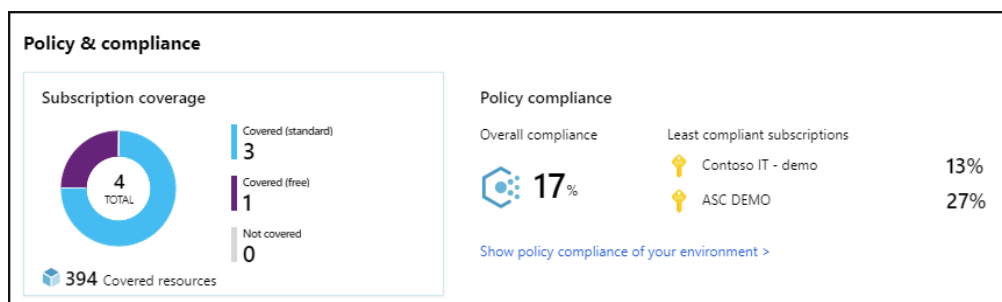 Policy & compliance
Subscription coverage
4
TOTAL
Covered (standard)
3
Covered (free)
1
Not covered
0
394 Covered resources
Policy compliance
Overall compliance
17%
Least compliant subscriptions
Contoso IT - demo 13%
ASC DEMO 27%
Show policy compliance of your environment >